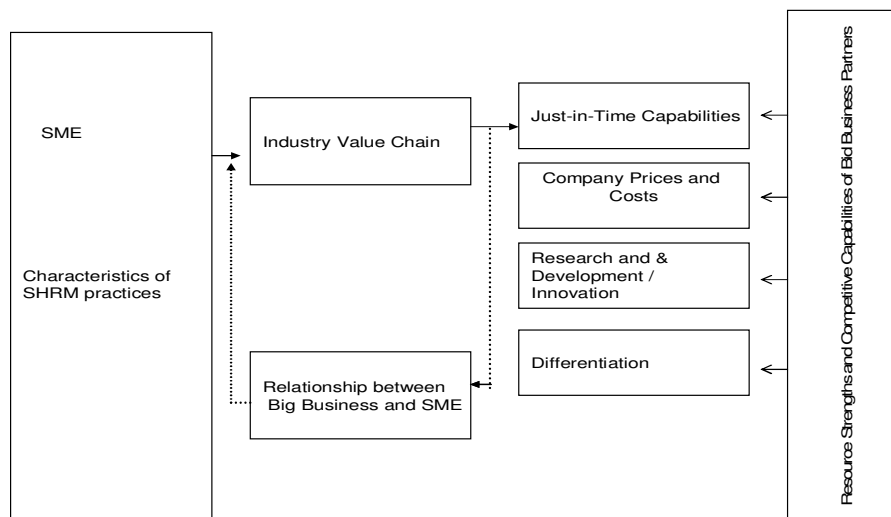 SME
Characteristics of
SHRM practices
Industry Value Chain
Relationship between
Big Business and SME
Just-in-Time Capabilities
Company Prices and
Costs
Research and &
Development /
Innovation
Differentiation
Resource Strengths and Competitive Capabilities of Bid Business Partners